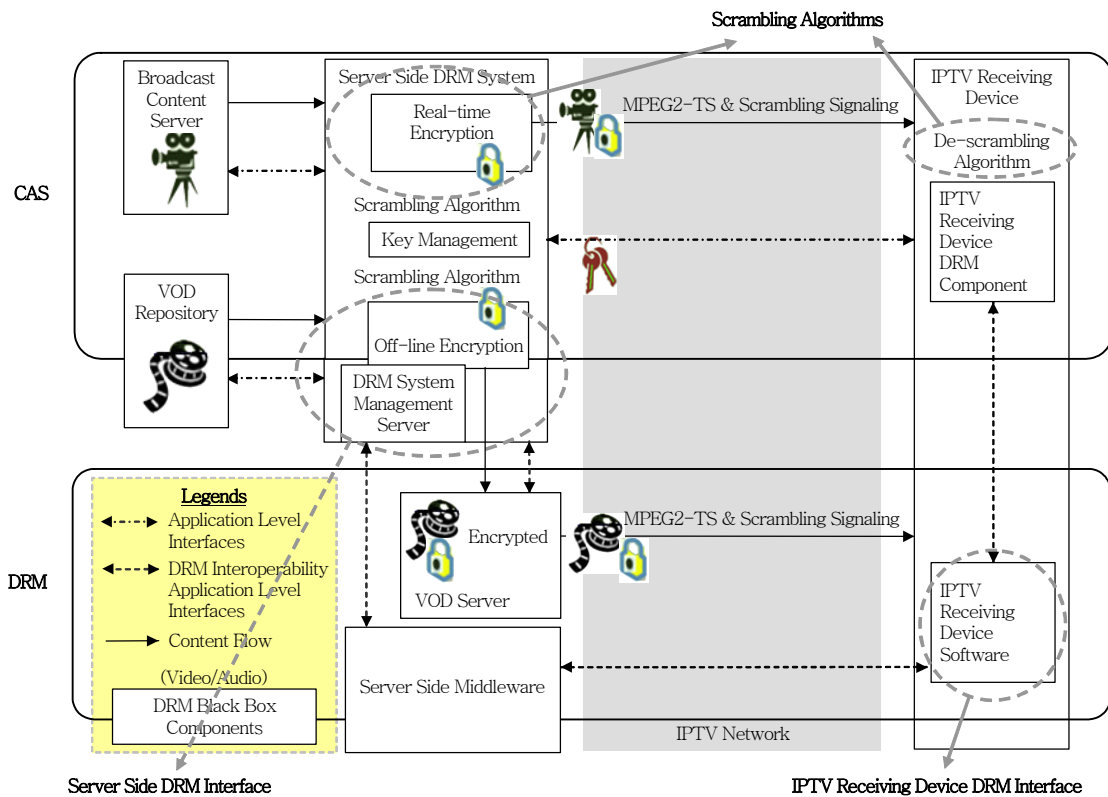 Scrambling Algorithms
Broadcast
Content
Server
Server Side DRM System
Real-time
Encryption
MPEG2-TS & Scrambling Signaling
IPTV Receiving
Device
De-scrambling
Algorithm
CAS
Scrambling Algorithm
Key Management
IPTV
Receiving
Device
DRM
Component
Scrambling Algorithm
VOD
Repository
Off-line Encryption
DRM System
Management
Server
Legends
Application Level
Interfaces
DRM Interoperability
Application Level
Interfaces
Content Flow
(Video/Audio)
DRM Black Box
Components
DRM
Encrypted
VOD Server
MPEG2-TS & Scrambling Signaling
IPTV
Receiving
Device
Software
Server Side Middleware
IPTV Network
Server Side DRM Interface
IPTV Receiving Device DRM Interface